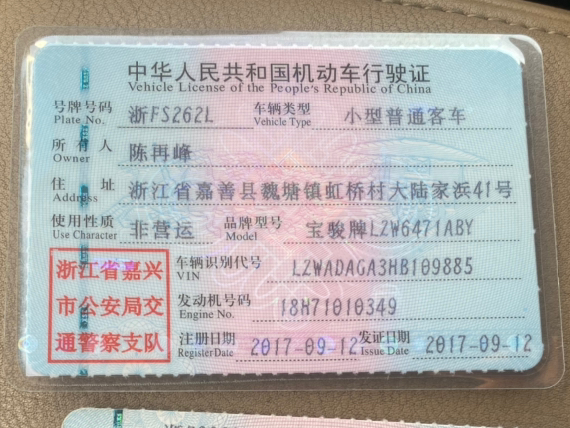 中华人民共和国机动车行驶证
Vehicle License of the People's Republic of China
号牌号码 浙FS262L 车辆类型 小型普通客车
Plate No. Vehicle Type
所有人 陈再峰
Owner
住址 浙江省嘉善县魏塘镇虹桥村大陆家浜41号
Address
使用性质 非营运 品牌型号 宝骏牌LZW6471ABY
Use Character Model
浙江省嘉兴
市公安局交
通警察支队
车辆识别代号 LZWADAGA3HB109885
VIN
发动机号码 18H71010349
Engine No.
注册日期 2017-09-12 发证日期 2017-09-12
Register Date Issue Date